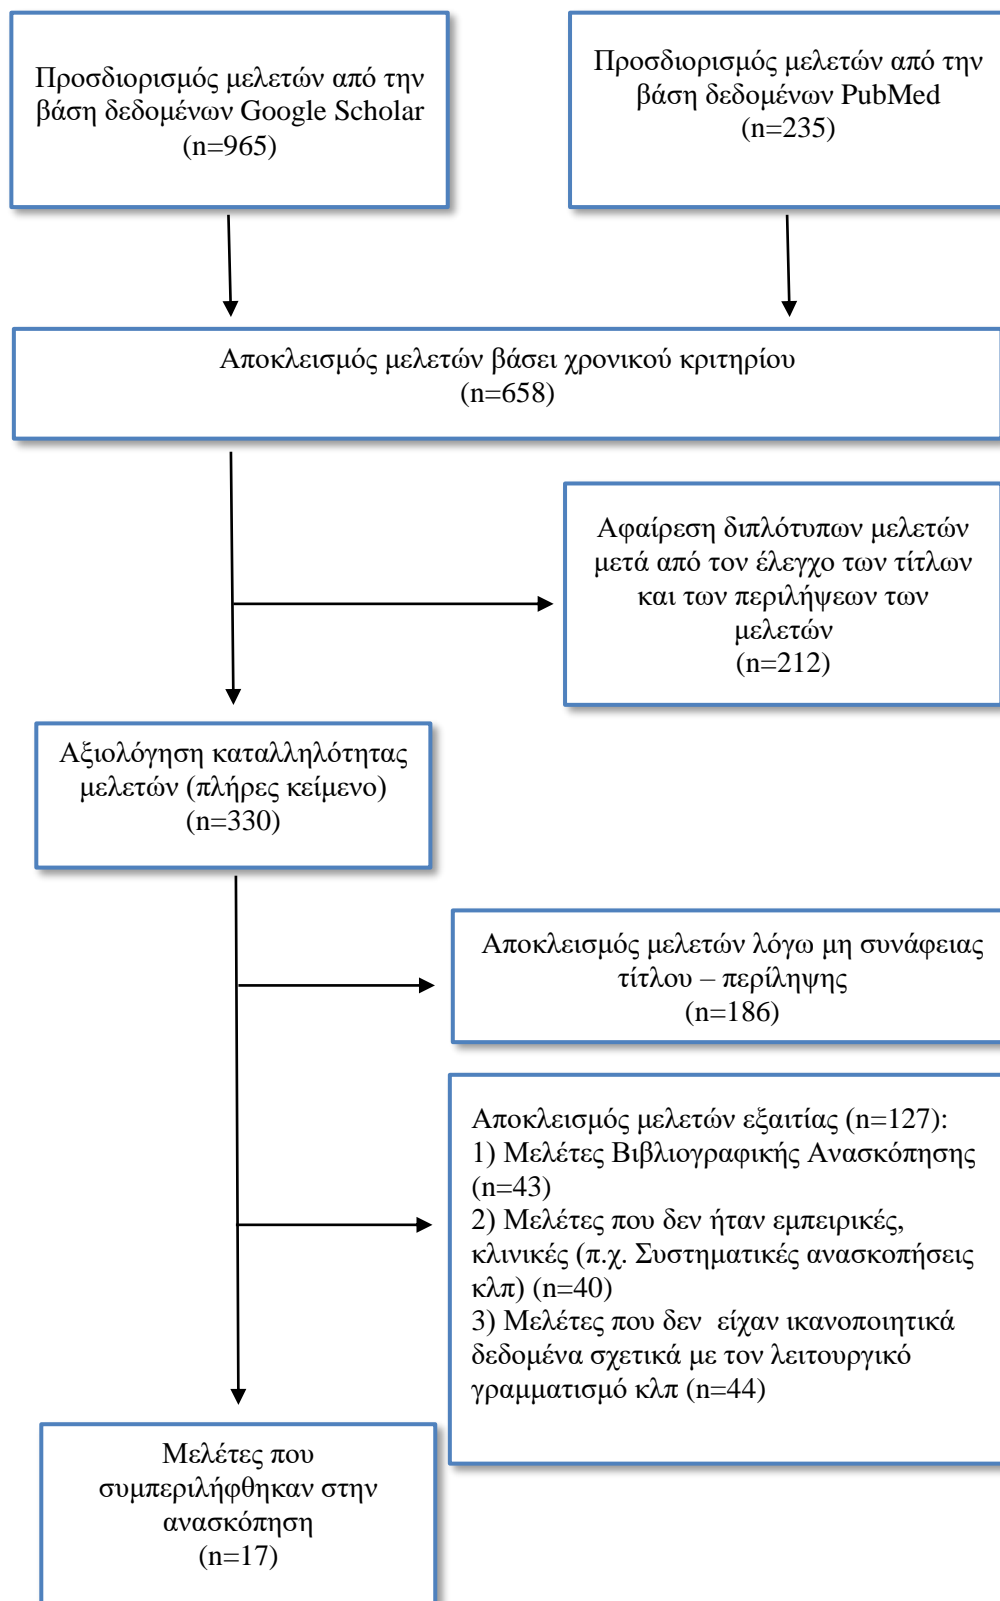 Προσδιορισμός μελετών από την
βάση δεδομένων Google Scholar
(n=965)
Προσδιορισμός μελετών από την
βάση δεδομένων PubMed
(n=235)
Αποκλεισμός μελετών βάσει χρονικού κριτηρίου
(n=658)
Αφαίρεση διπλότυπων μελετών
μετά από τον έλεγχο των τίτλων
και των περιλήψεων των
μελετών
(n=212)
Αξιολόγηση καταλληλότητας
μελετών (πλήρες κείμενο)
(n=330)
Αποκλεισμός μελετών λόγω μη συνάφειας
τίτλου – περίληψης
(n=186)
Αποκλεισμός μελετών εξαιτίας (n=127):
1) Μελέτες Βιβλιογραφικής Ανασκόπησης
(n=43)
2) Μελέτες που δεν ήταν εμπειρικές,
κλινικές (π.χ. Συστηματικές ανασκοπήσεις
κλπ) (n=40)
3) Μελέτες που δεν είχαν ικανοποιητικά
δεδομένα σχετικά με τον λειτουργικό
γραμματισμό κλπ (n=44)
Μελέτες που
συμπεριλήφθηκαν στην
ανασκόπηση
(n=17)